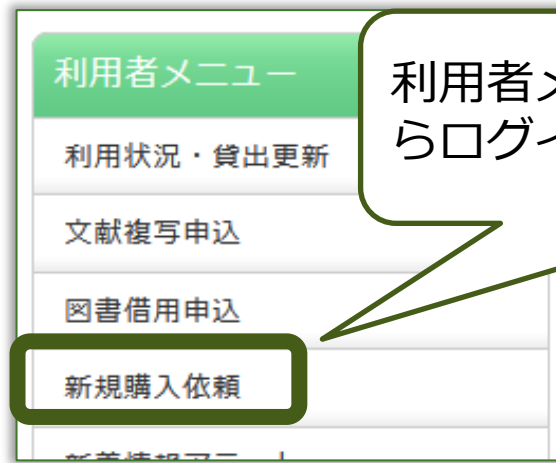 利用者メニュー
利用者
らログイ
利用状況・貸出更新
文献複写申込
図書借用申込
新規購入依頼